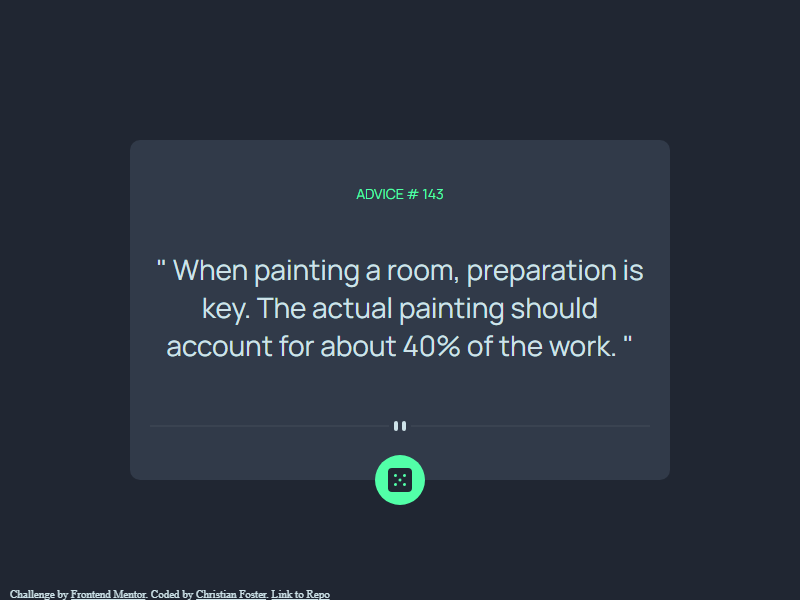 ADVICE # 143
" When painting a room, preparation is
key. The actual painting should
account for about 40% of the work. "
Challenge by Frontend Mentor. Coded by Christian Foster. Link to Repo